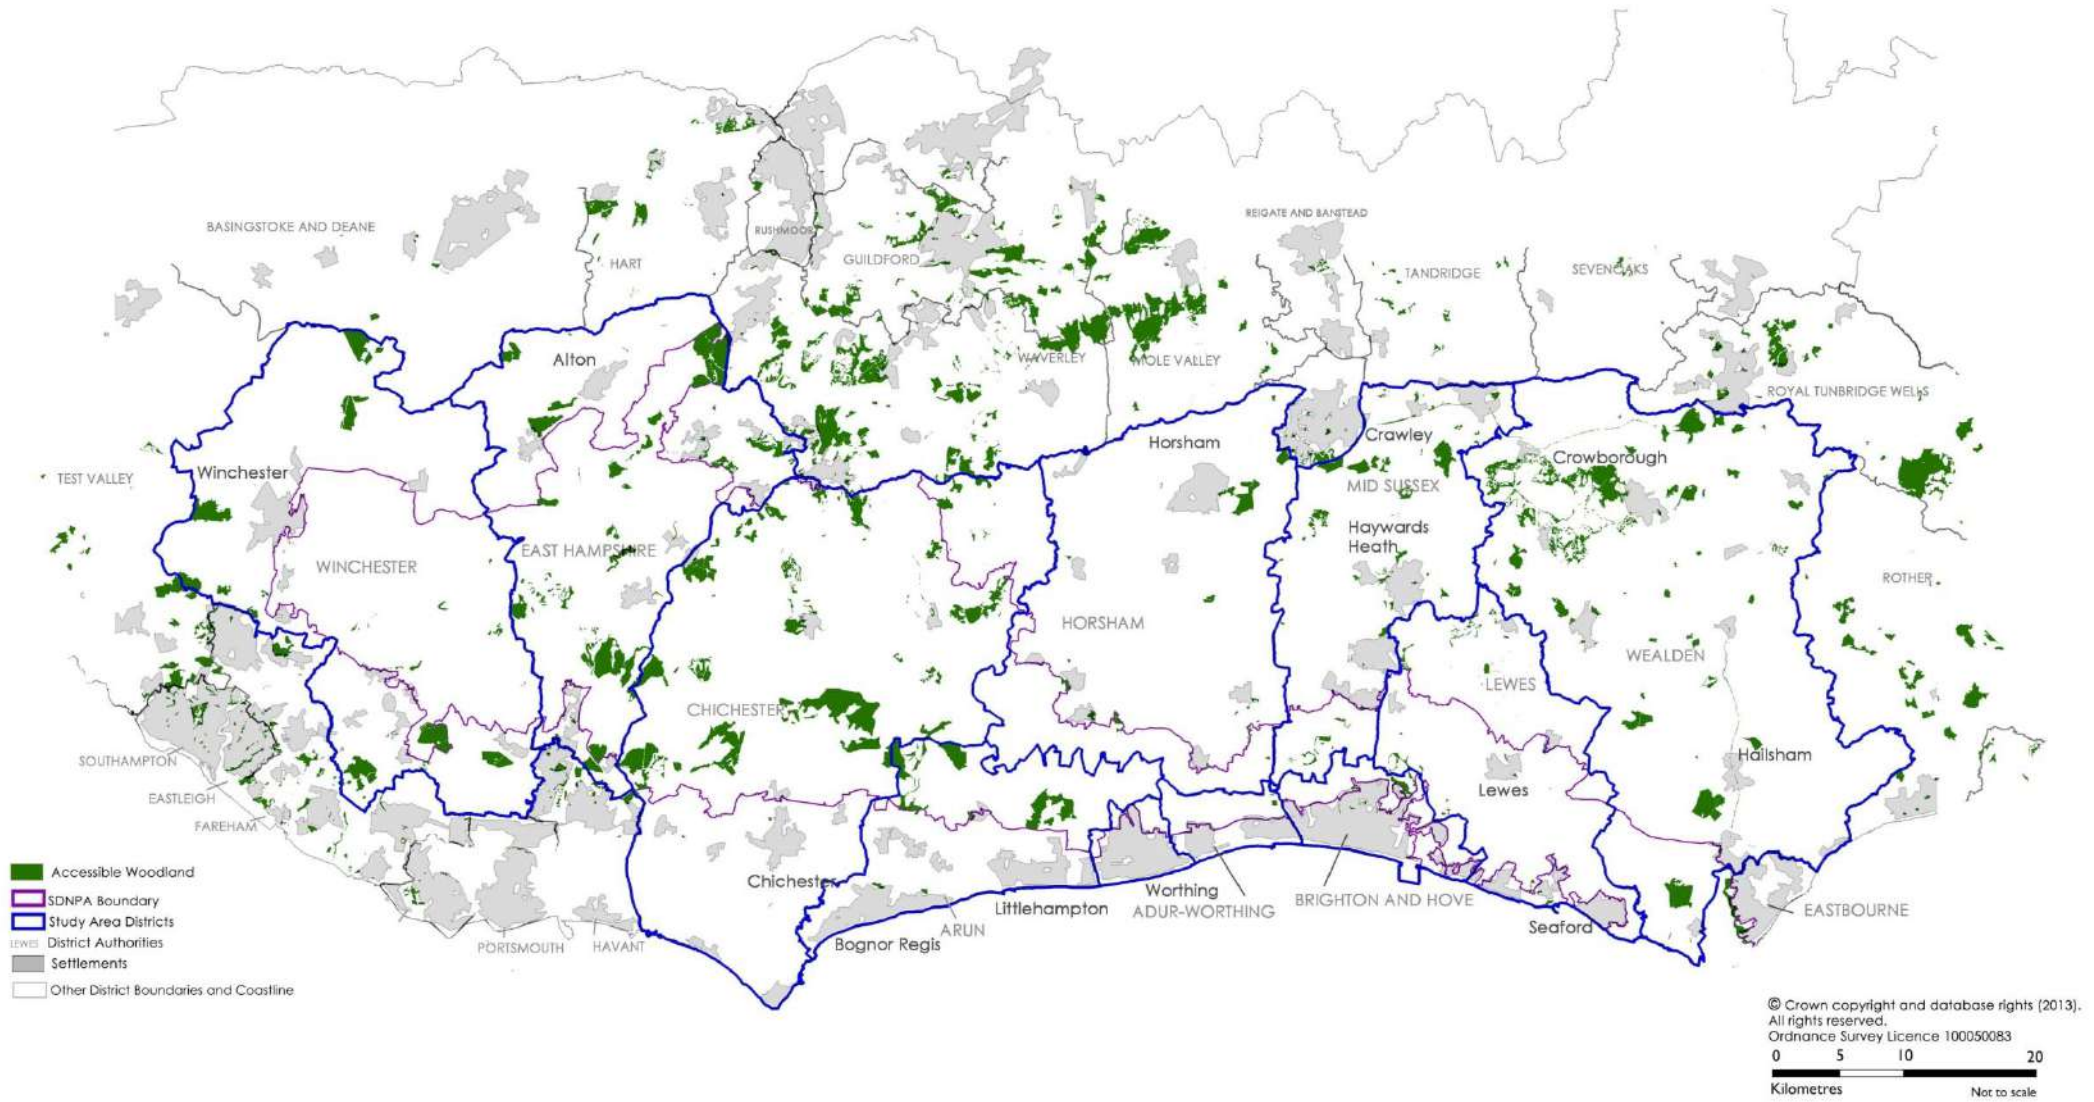 BASINGSTOKE AND DEANE
HART
RUSHMOOR
GUILDFORD
REIGATE AND BANSTEAD
TANDRIDGE
SEVENOAKS
Alton
WAVERLEY
MOLE VALLEY
ROYAL TUNBRIDGE WELLS
TEST VALLEY
Winchester
Horsham
Crawley
Crowborough
MID SUSSEX
Haywards
Heath
WINCHESTER
EAST HAMPSHIRE
HORSHAM
ROTHER
WEALDEN
LEWES
CHICHESTER
SOUTHAMPTON
EASTLEIGH
FAREHAM
Hailsham
Lewes
Chichester
Worthing
ADUR-WORTHING
BRIGHTON AND HOVE
Littlehampton
EASTBOURNE
Seaford
ARUN
Bognor Regis
PORTSMOUTH
HAVANT
Accessible Woodland
SDNPA Boundary
Study Area Districts
LEWES District Authorities
Settlements
Other District Boundaries and Coastline
© Crown copyright and database rights (2013).
All rights reserved.
Ordnance Survey Licence 100050083
0 5 10 20
Kilometres Not to scale